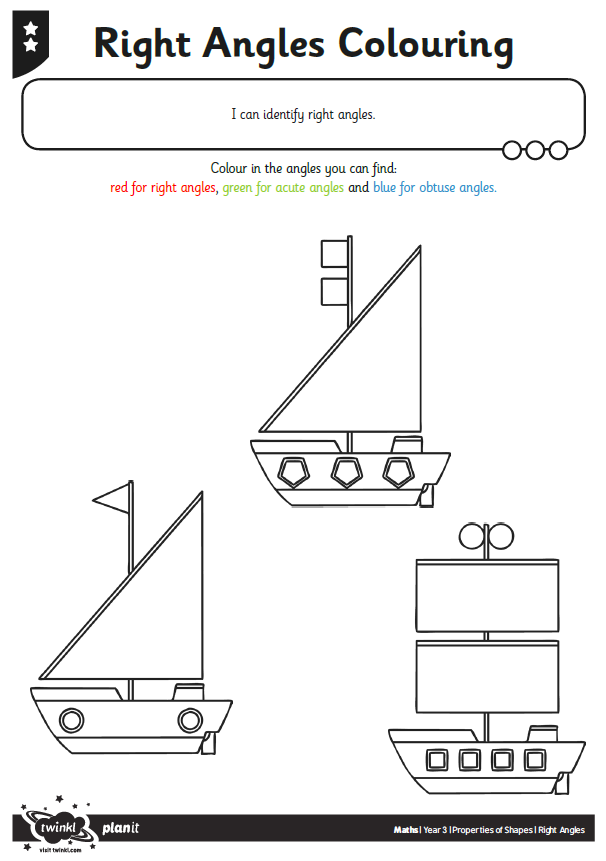 Right Angles Colouring
I can identify right angles.
Colour in the angles you can find:
red for right angles, green for acute angles and blue for obtuse angles.
twinkl planit
visit twinkl.com
Maths | Year 3 | Properties of Shapes | Right Angles